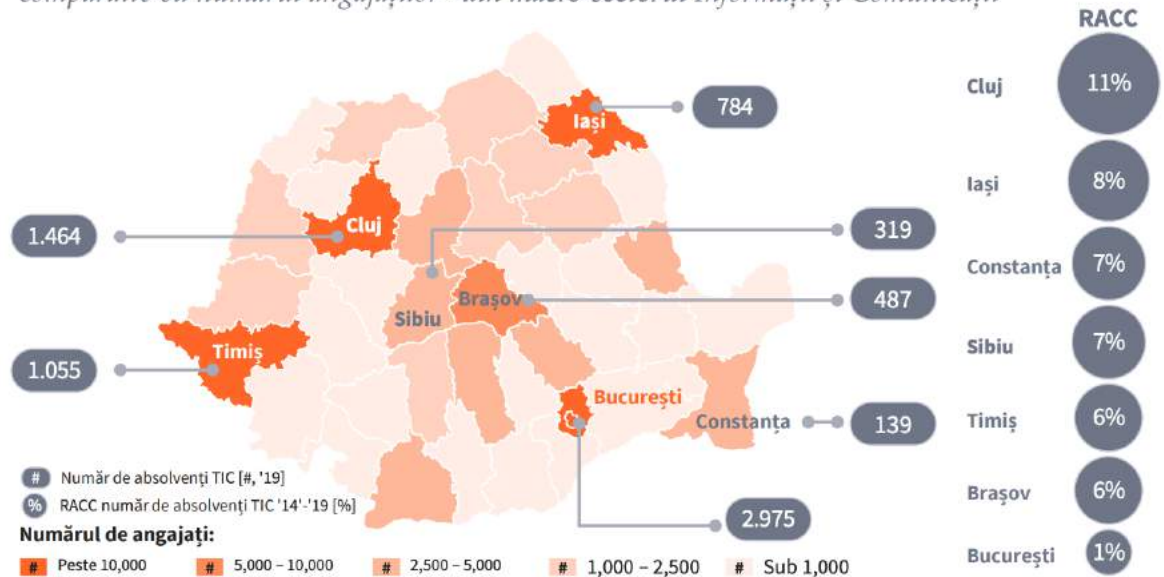 RACC
Cluj
11%
Iași
784
Iași
8%
Cluj
1.464
319
Constanța
7%
Brașov
487
Sibiu
Sibiu
7%
Timiș
1.055
București
Constanța
139
Timiș
6%
# Număr de absolvenți TIC [#, '19]
% RACC număr de absolvenți TIC '14'-'19 [%]
2.975
Brașov
6%
Numărul de angajați:
# Peste 10,000 # 5,000 – 10,000 # 2,500 – 5,000 # 1,000 – 2,500 # Sub 1,000
București
1%